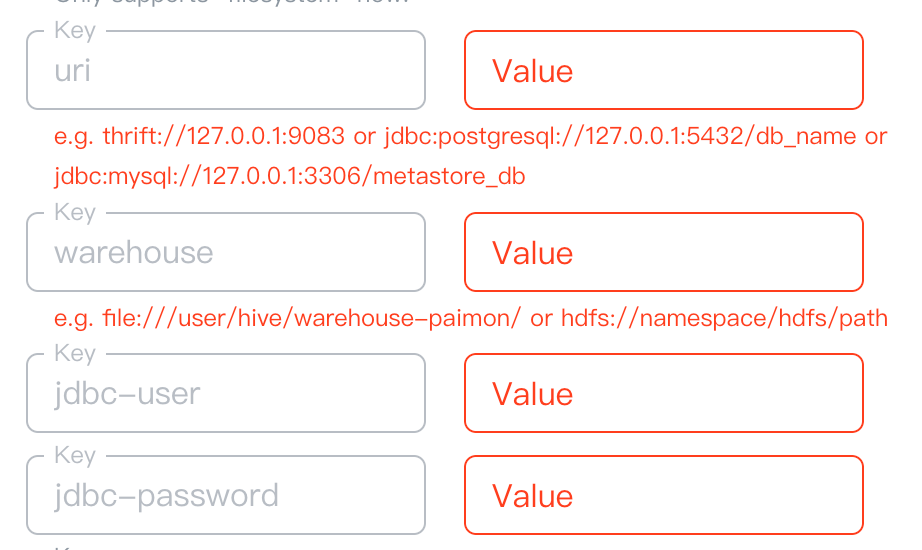 Only supports "filesystem" now.
Key
uri
Value
e.g. thrift://127.0.0.1:9083 or jdbc:postgresql://127.0.0.1:5432/db_name or
jdbc:mysql://127.0.0.1:3306/metastore_db
Key
warehouse
Value
e.g. file:///user/hive/warehouse-paimon/ or hdfs://namespace/hdfs/path
Key
jdbc-user
Value
Key
jdbc-password
Value